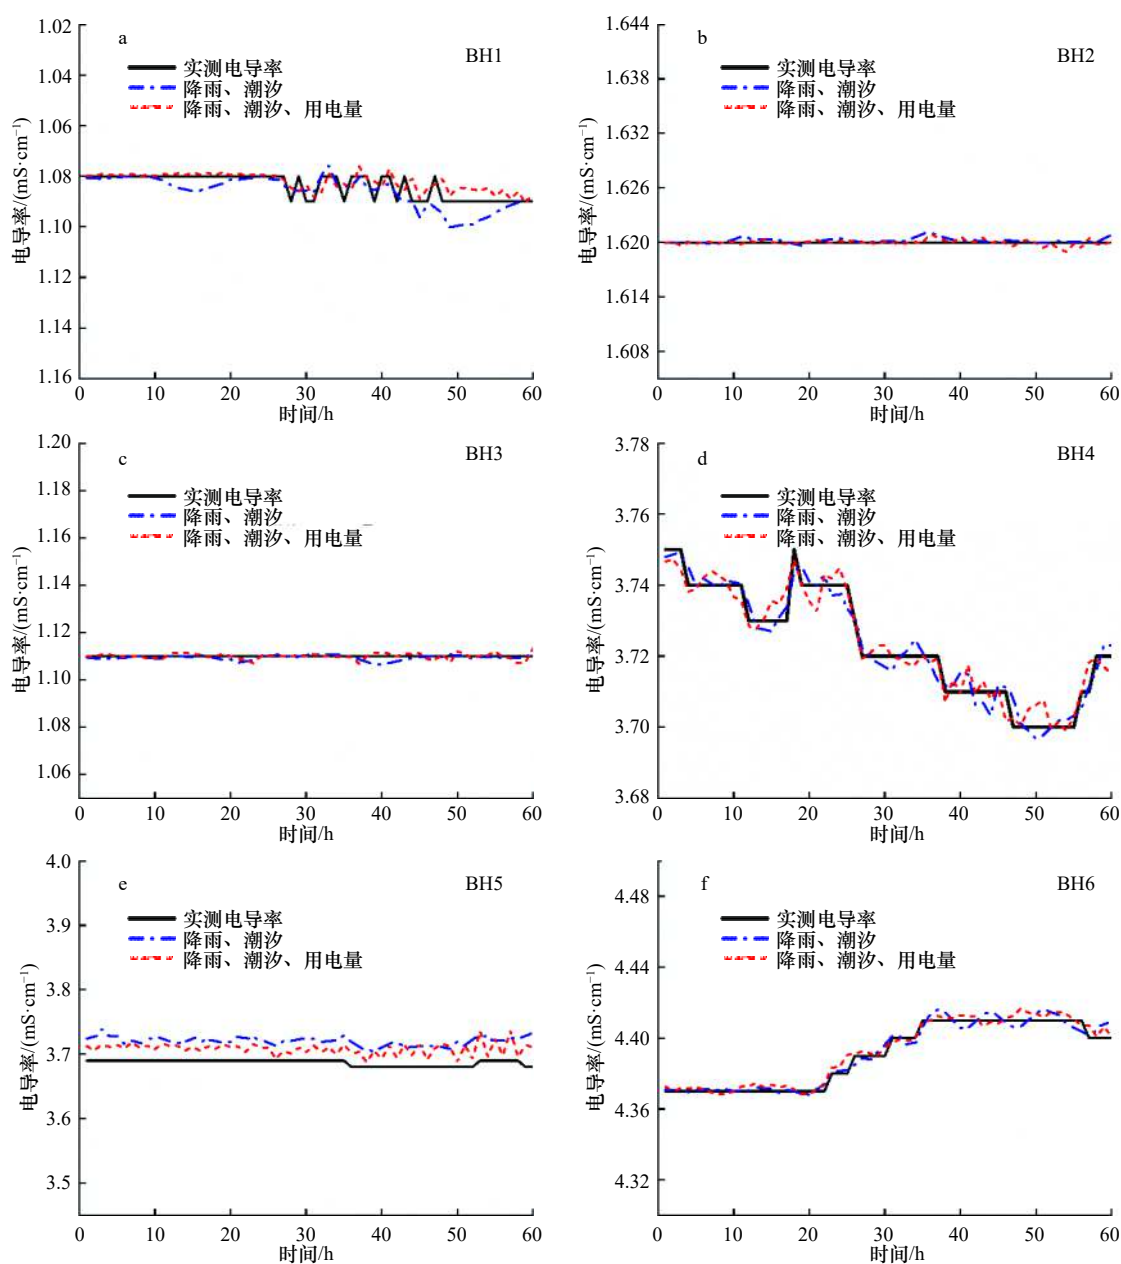 a
BH1
实测电导率
降雨、潮汐
降雨、潮汐、用电量
电导率/(mS·cm⁻¹)
1.02
1.04
1.06
1.08
1.10
1.12
1.14
1.16
0 10 20 30 40 50 60
时间/h
b
BH2
实测电导率
降雨、潮汐
降雨、潮汐、用电量
电导率/(mS·cm⁻¹)
1.644
1.638
1.632
1.626
1.620
1.614
1.608
0 10 20 30 40 50 60
时间/h
c
BH3
实测电导率
降雨、潮汐
降雨、潮汐、用电量
电导率/(mS·cm⁻¹)
1.20
1.18
1.16
1.14
1.12
1.10
1.08
1.06
0 10 20 30 40 50 60
时间/h
d
BH4
实测电导率
降雨、潮汐
降雨、潮汐、用电量
电导率/(mS·cm⁻¹)
3.78
3.76
3.74
3.72
3.70
3.68
0 10 20 30 40 50 60
时间/h
e
BH5
实测电导率
降雨、潮汐
降雨、潮汐、用电量
电导率/(mS·cm⁻¹)
4.0
3.9
3.8
3.7
3.6
3.5
0 10 20 30 40 50 60
时间/h
f
BH6
实测电导率
降雨、潮汐
降雨、潮汐、用电量
电导率/(mS·cm⁻¹)
4.48
4.44
4.40
4.36
4.32
0 10 20 30 40 50 60
时间/h